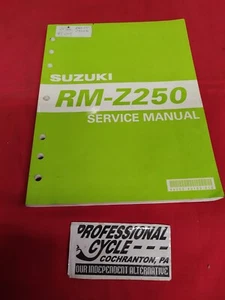 SUZUKI
RM-Z250
SERVICE MANUAL
PROFESSIONAL
CYCLE
COCHRANTON, PA
OUR INDEPENDENT ALTERNATIVE